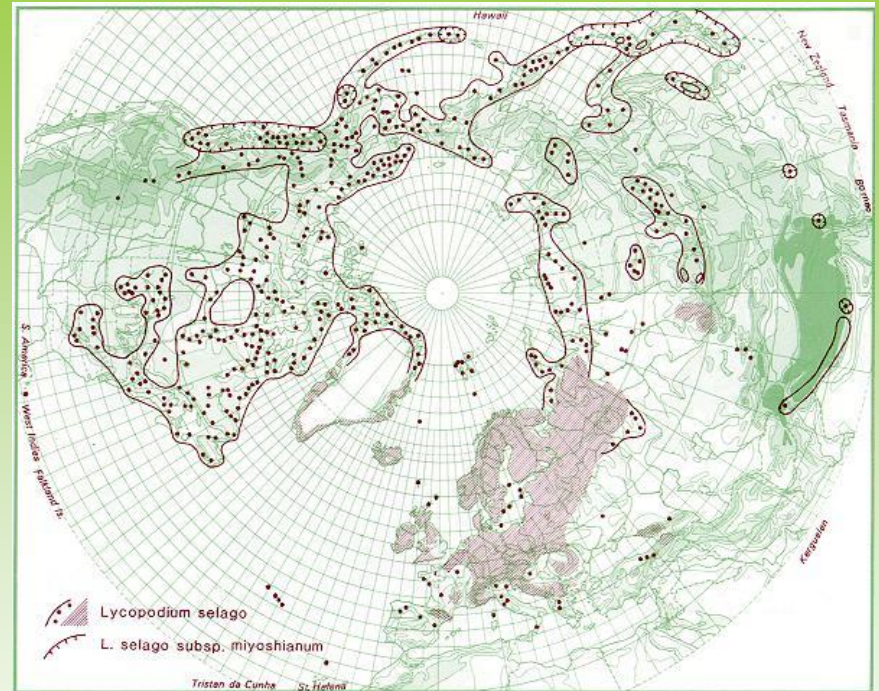 Hawaii
New Zealand
Tasmania
Borneo
S. America
West Indies
Falkland Is.
Kerguelen
Lycopodium selago
L. selago subsp. miyoshianum
Tristan da Cunha
St. Helena